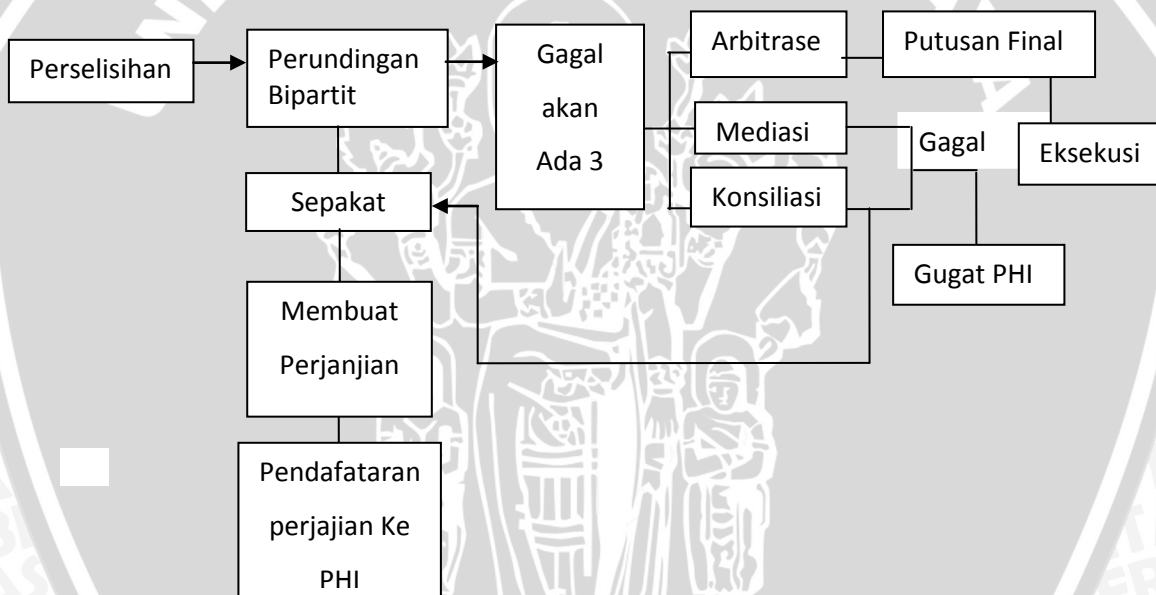 Perselisihan
Perundingan
Bipartit
Gagal
akan
Ada 3
Arbitrase
Putusan Final
Mediasi
Gagal
Eksekusi
Konsiliasi
Sepakat
Gugat PHI
Membuat
Perjanjian
Pendafataran
perjajian Ke
PHI